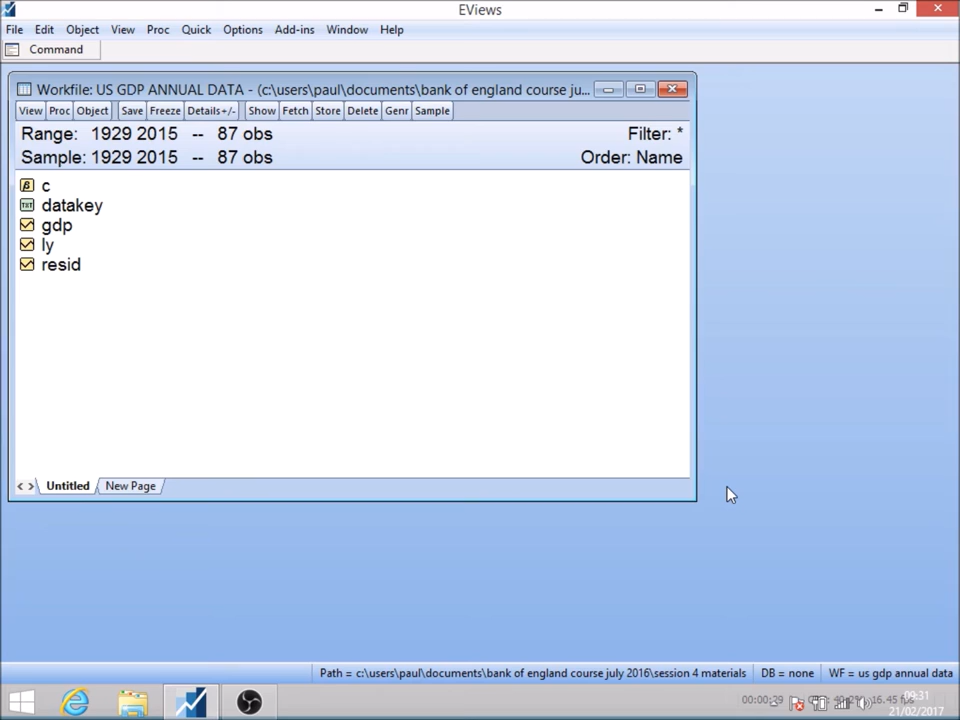 EViews
File Edit Object View Proc Quick Options Add-ins Window Help
Command
Workfile: US GDP ANNUAL DATA - (c:\users\paul\documents\bank of england course ju...
View Proc Object Save Freeze Details+/- Show Fetch Store Delete Genr Sample
Range: 1929 2015 -- 87 obs Filter: *
Sample: 1929 2015 -- 87 obs Order: Name
β c
TXT datakey
gdp
ly
resid
< > Untitled New Page
Path = c:\users\paul\documents\bank of england course july 2016\session 4 materials DB = none WF = us gdp annual data
09:31
21/02/2017